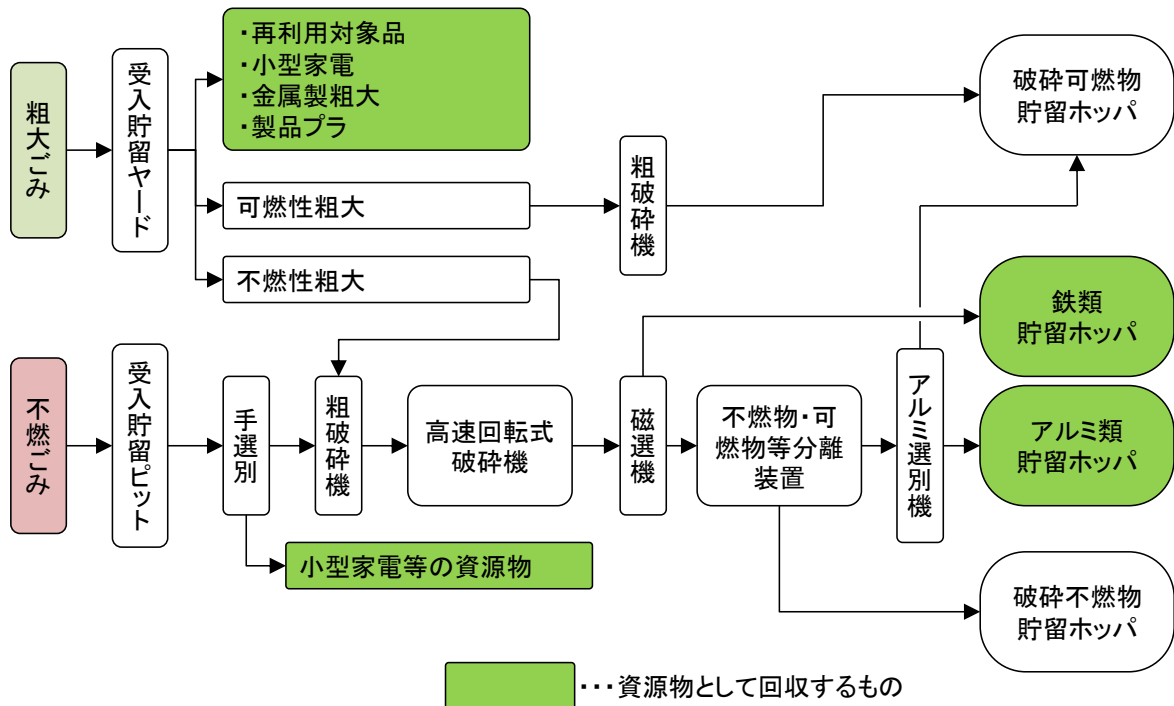 粗大ごみ
受入貯留ヤード
・再利用対象品
・小型家電
・金属製粗大
・製品プラ
可燃性粗大
不燃性粗大
粗破砕機
破砕可燃物
貯留ホッパ
不燃ごみ
受入貯留ピット
手選別
粗破砕機
高速回転式
破砕機
磁選機
不燃物・可
燃物等分離
装置
アルミ選別機
鉄類
貯留ホッパ
アルミ類
貯留ホッパ
小型家電等の資源物
破砕不燃物
貯留ホッパ
・・・資源物として回収するもの